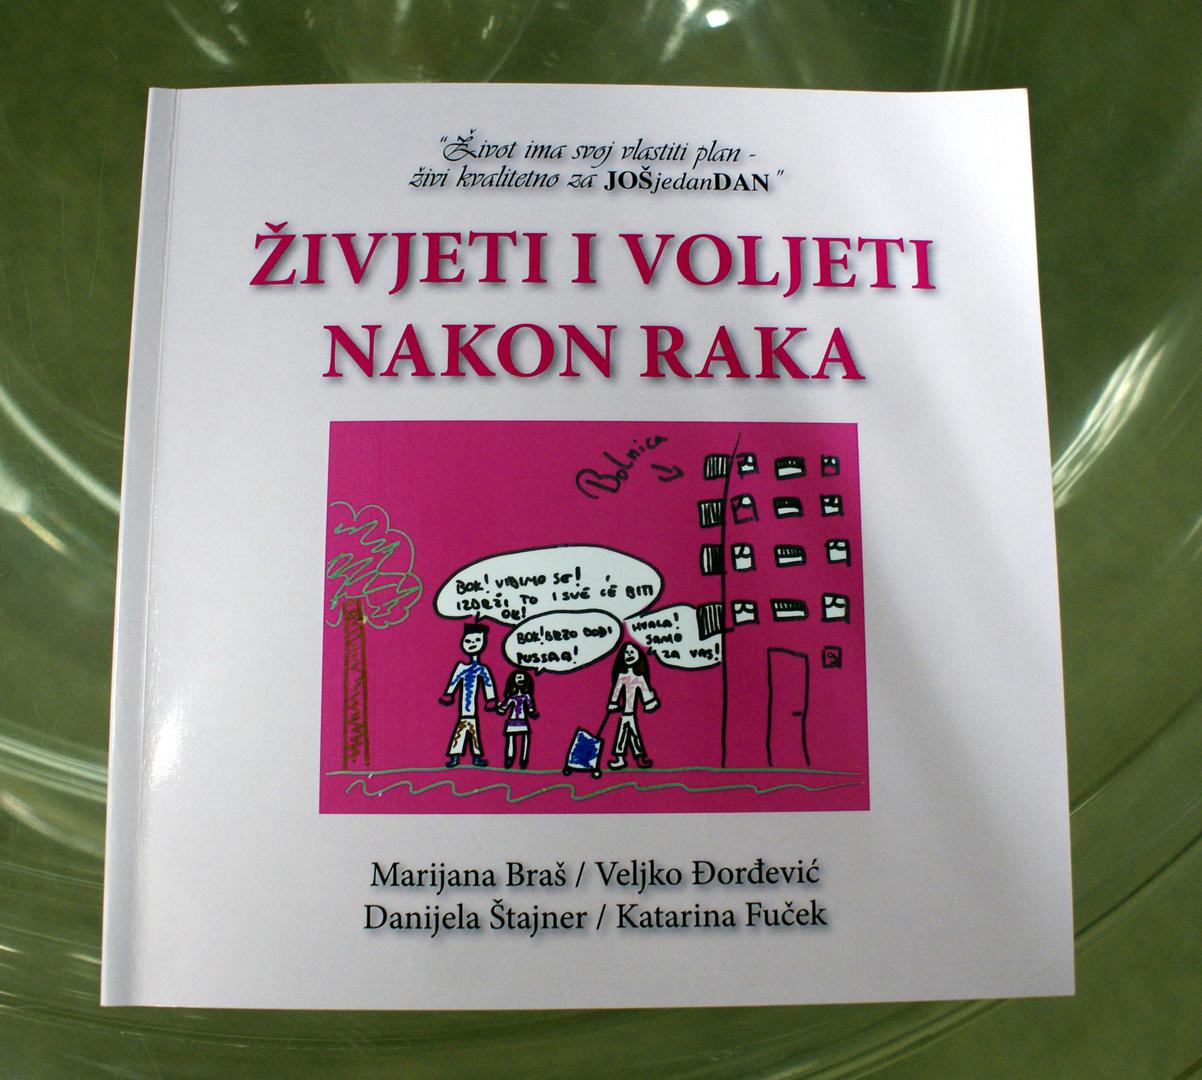 "Život ima svoj vlastiti plan -
živi kvalitetno za JOŠjedanDAN"
ŽIVJETI I VOLJETI
NAKON RAKA
Bolnica
BOK! VIDIMO SE!
IZDRŽI TO I SVE ĆE BITI
OK!
BOK! BRZO DOĐI
PUSSAA!
HVALA!
SAMO
ZA VAS!
Marijana Braš / Veljko Đorđević
Danijela Štajner / Katarina Fuček